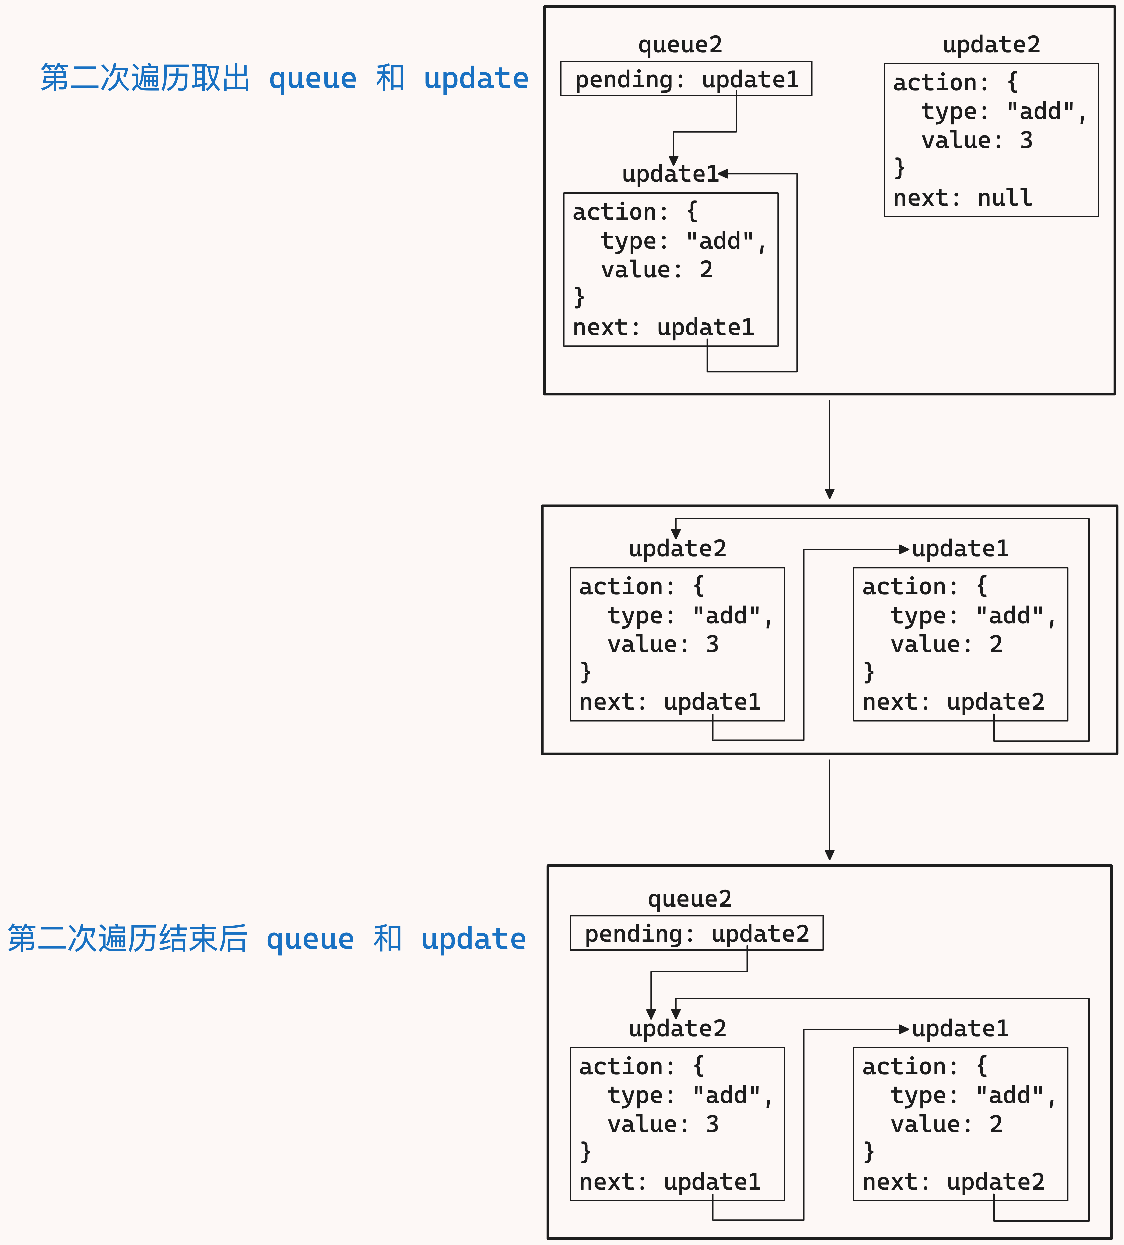 第二次遍历取出 queue 和 update
queue2
pending: update1
update1
action: {
type: "add",
value: 2
}
next: update1
update2
action: {
type: "add",
value: 3
}
next: null
update2
action: {
type: "add",
value: 3
}
next: update1
update1
action: {
type: "add",
value: 2
}
next: update2
第二次遍历结束后 queue 和 update
queue2
pending: update2
update2
action: {
type: "add",
value: 3
}
next: update1
update1
action: {
type: "add",
value: 2
}
next: update2